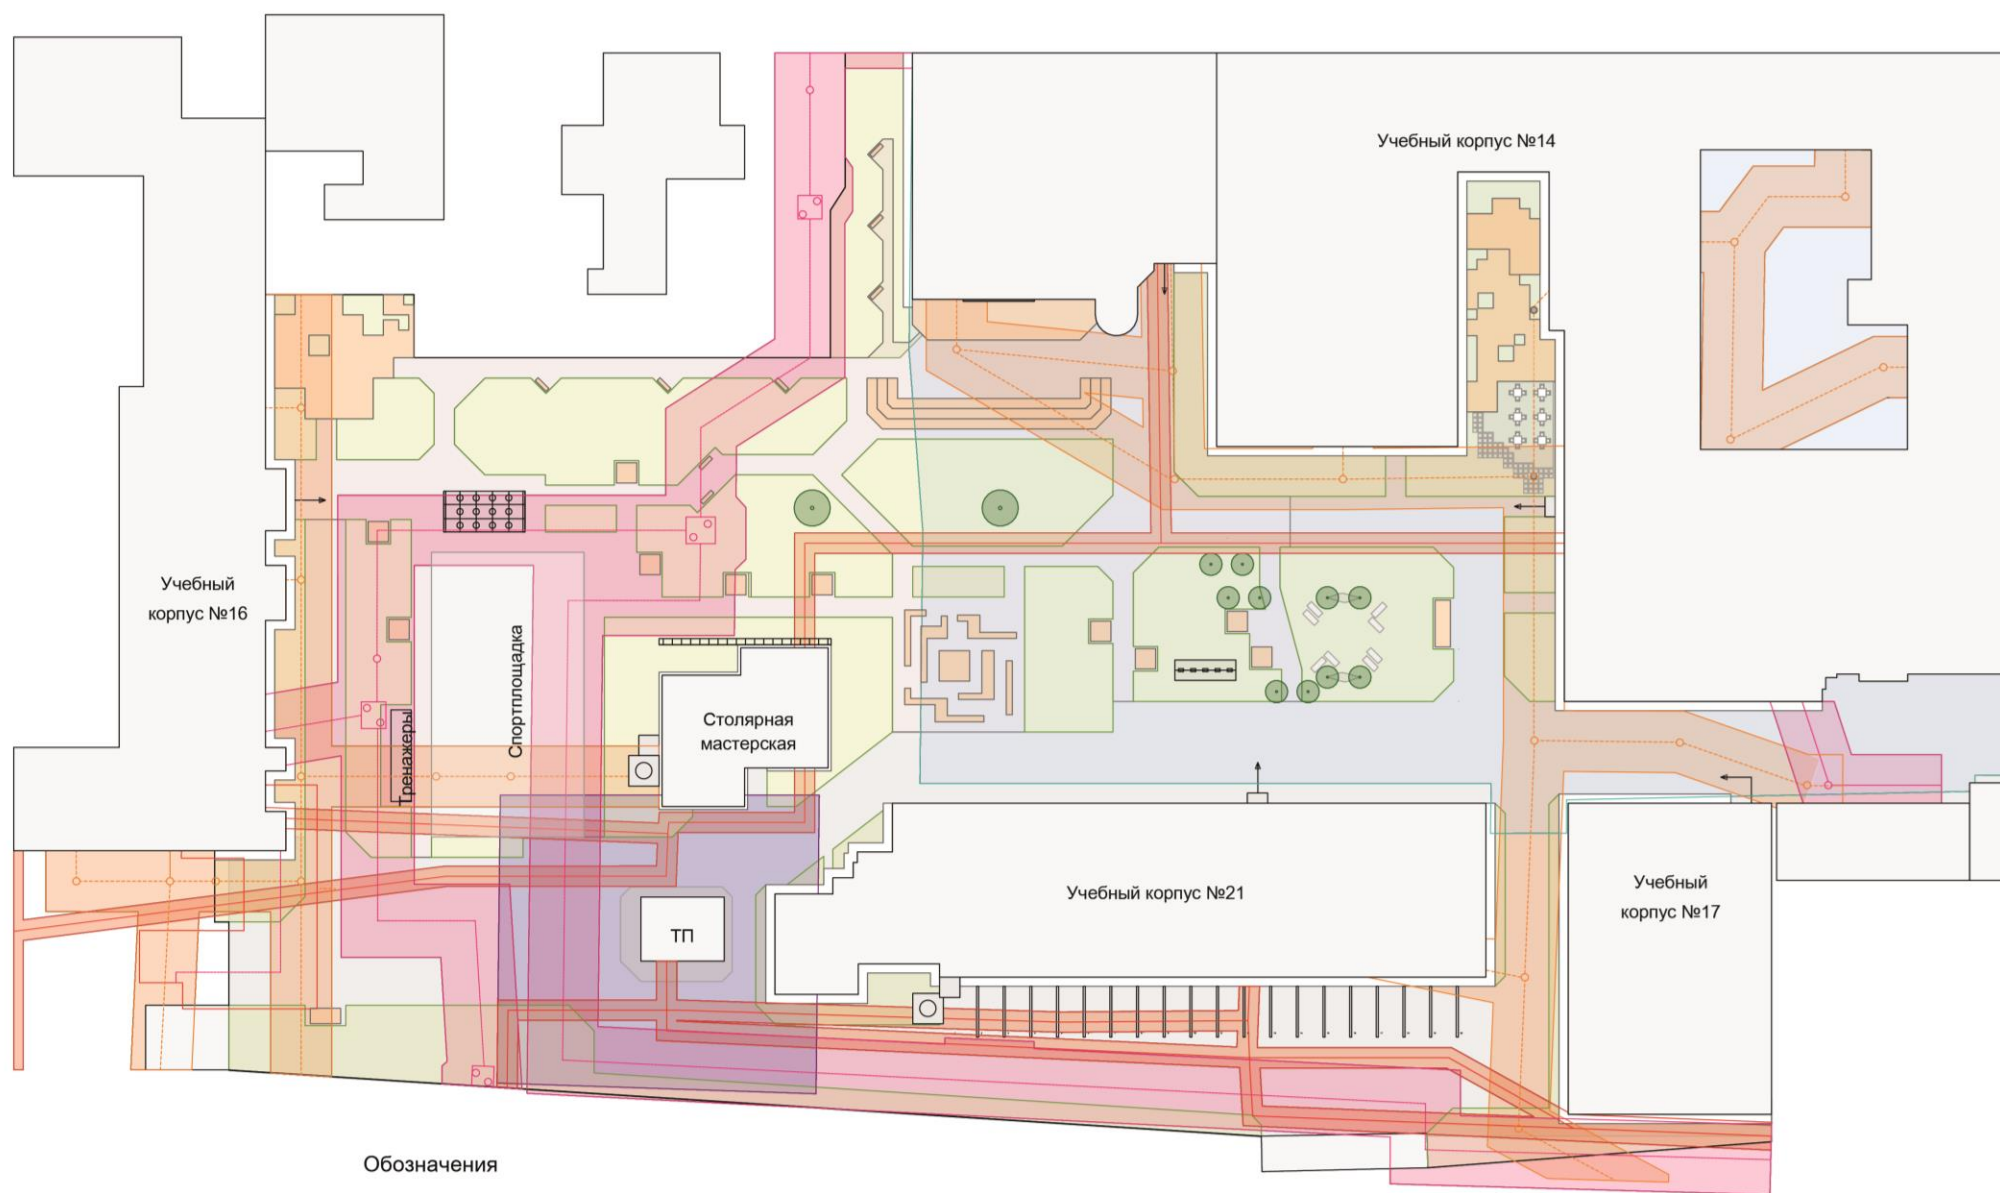 Учебный корпус №14
Учебный
корпус №16
Спортплощадка
Тренажеры
Столярная
мастерская
ТП
Учебный корпус №21
Учебный
корпус №17
Обозначения